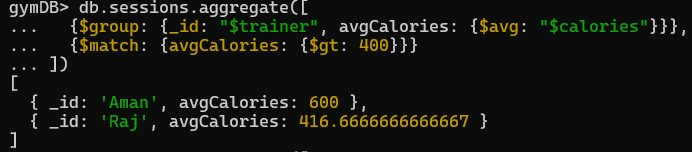 gymDB> db.sessions.aggregate([
...   {$group: {_id: "$trainer", avgCalories: {$avg: "$calories"}}},
...   {$match: {avgCalories: {$gt: 400}}}
... ])
[
  { _id: 'Aman', avgCalories: 600 },
  { _id: 'Raj', avgCalories: 416.6666666666667 }
]